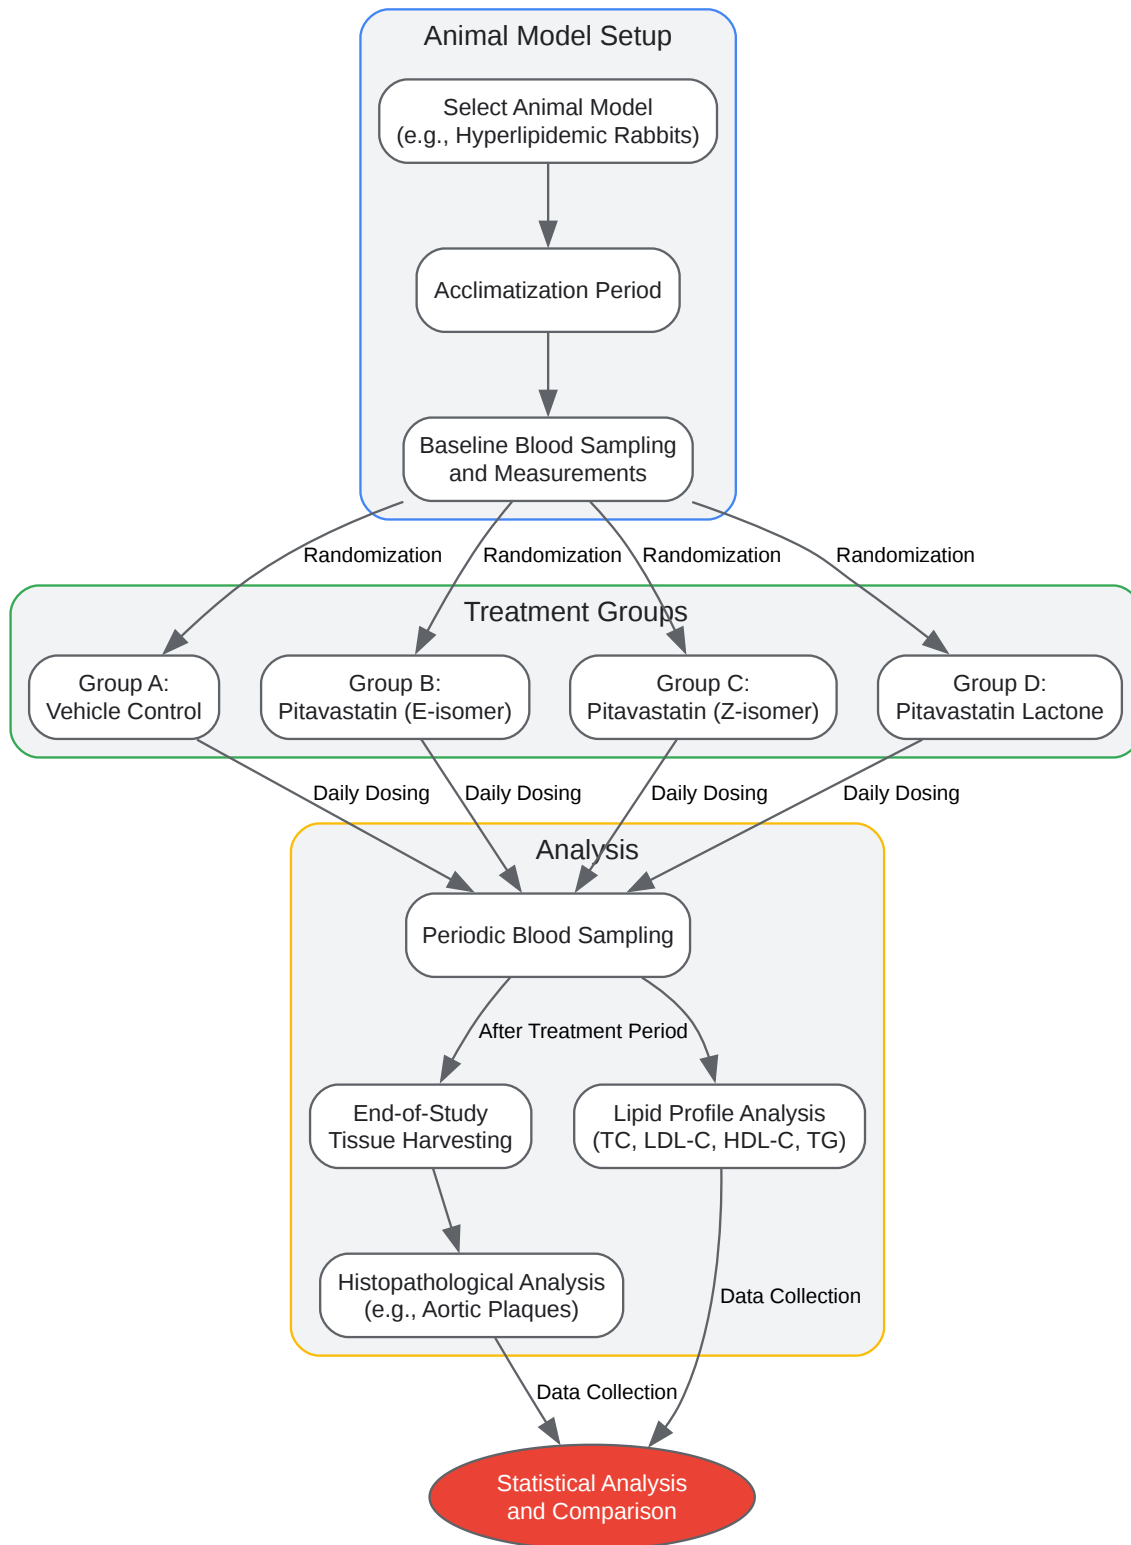 Animal Model Setup
Select Animal Model
(e.g., Hyperlipidemic Rabbits)
Acclimatization Period
Baseline Blood Sampling
and Measurements
Randomization
Randomization
Randomization
Randomization
Treatment Groups
Group A:
Vehicle Control
Group B:
Pitavastatin (E-isomer)
Group C:
Pitavastatin (Z-isomer)
Group D:
Pitavastatin Lactone
Daily Dosing
Daily Dosing
Daily Dosing
Daily Dosing
Analysis
Periodic Blood Sampling
After Treatment Period
End-of-Study
Tissue Harvesting
Lipid Profile Analysis
(TC, LDL-C, HDL-C, TG)
Histopathological Analysis
(e.g., Aortic Plaques)
Data Collection
Data Collection
Statistical Analysis
and Comparison